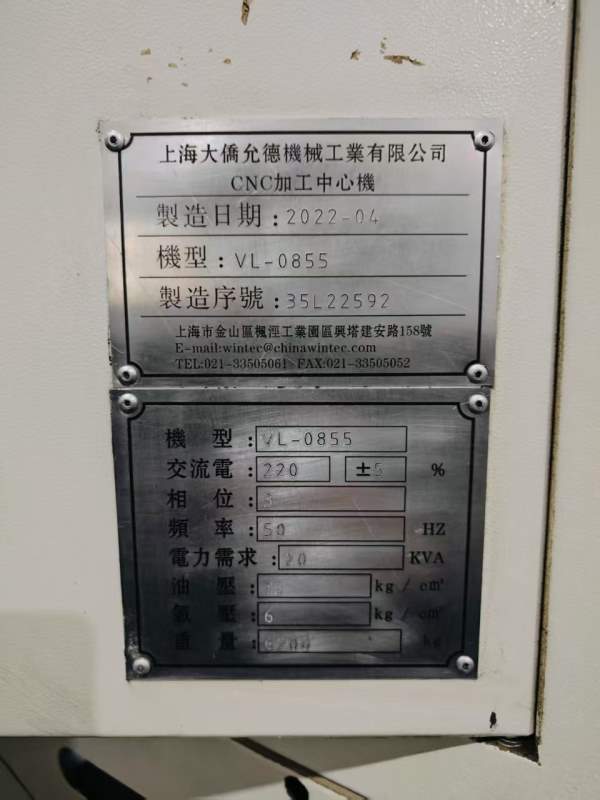 上海大僑允德機械工業有限公司
CNC加工中心機
製造日期：2022-04
機型：VL-0855
製造序號：35L22592
上海市金山區楓涇工業園區興塔建安路158號
E-mail:wintec@chinawintec.com
TEL:021-33505061 FAX:021-33505052
機 型：VL-0855
交流電：220 ±5 %
相 位：3
頻 率：50 HZ
電力需求：20 KVA
油 壓： kg / cm²
氣 壓：6 kg / cm²
重 量： kg